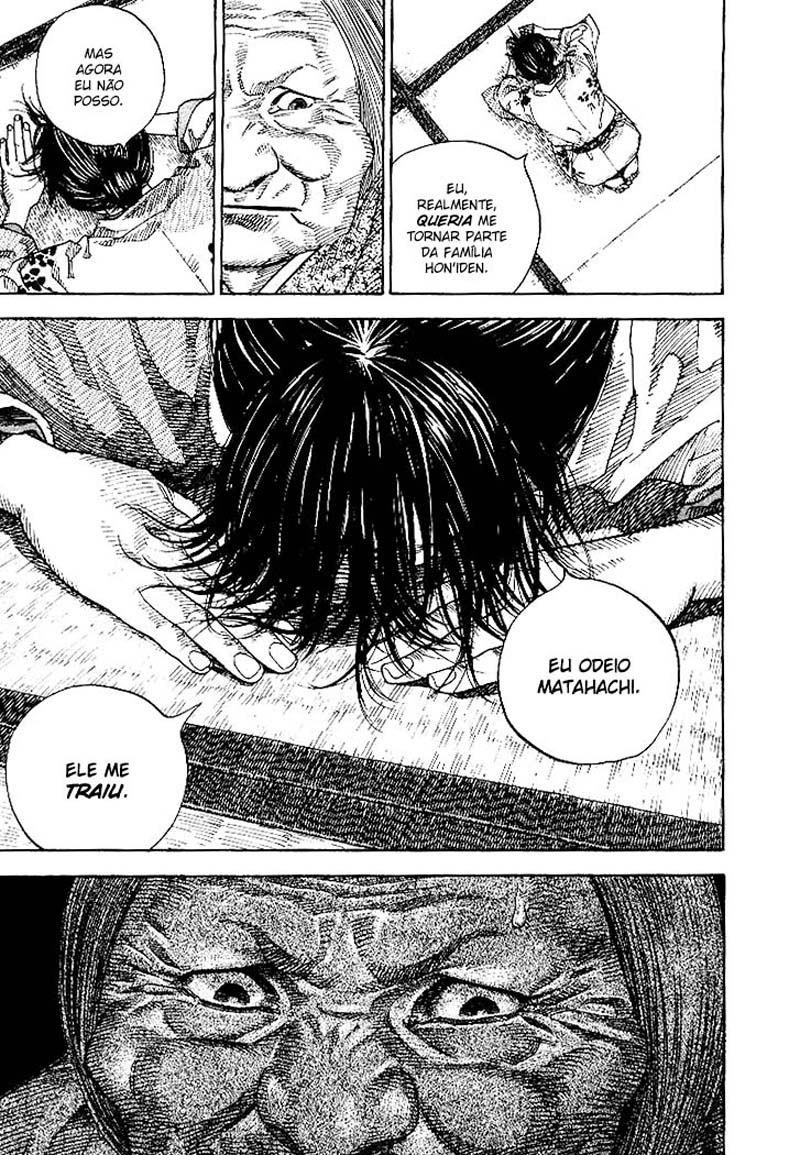 EU,
REALMENTE,
QUERIA ME
TORNAR PARTE
DA FAMÍLIA
HON'IDEN.
MAS
AGORA
EU NÃO
POSSO.
EU ODEIO
MATAHACHI.
ELE ME
TRAIU.